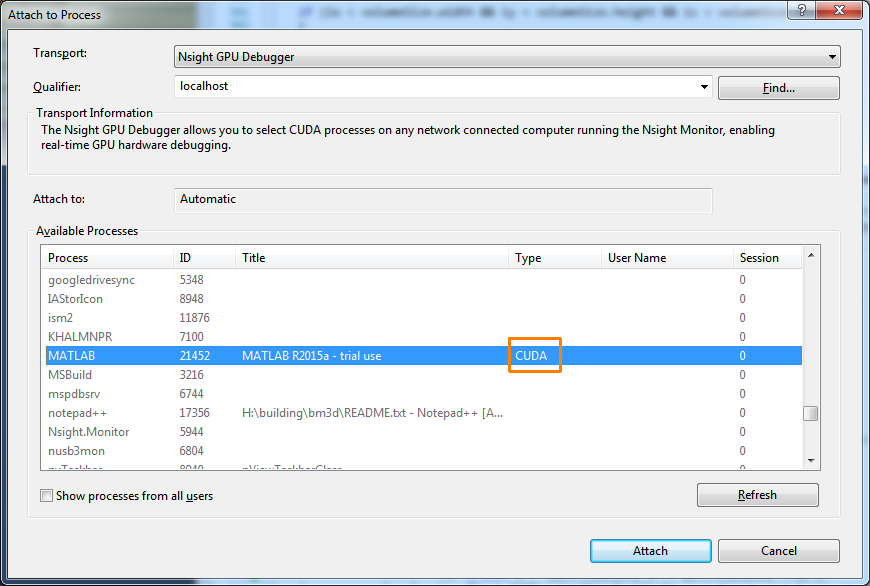 Attach to Process
Transport:
Nsight GPU Debugger
Qualifier:
localhost
Find...
Transport Information
The Nsight GPU Debugger allows you to select CUDA processes on any network connected computer running the Nsight Monitor, enabling
real-time GPU hardware debugging.
Attach to:
Automatic
Available Processes
Process ID Title Type User Name Session
googledrivesync 5348 0
IAStorIcon 8948 0
ism2 11876 0
KHALMNPR 7100 0
MATLAB 21452 MATLAB R2015a - trial use CUDA 0
MSBuild 3216 0
mspdbsrv 6744 0
notepad++ 17356 H:\building\bm3d\README.txt - Notepad++ [A... 0
Nsight.Monitor 5944 0
nusb3mon 6804 0
Show processes from all users
Refresh
Attach
Cancel